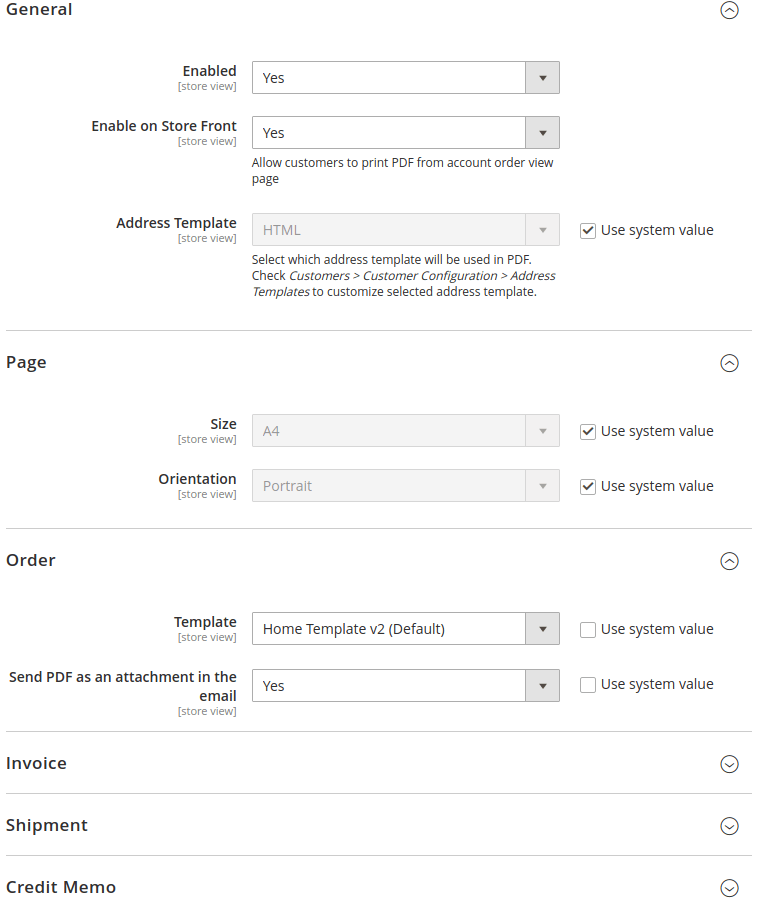 General
Enabled
[store view]
Yes
Enable on Store Front
[store view]
Yes
Allow customers to print PDF from account order view
page
Address Template
[store view]
HTML
Use system value
Select which address template will be used in PDF.
Check Customers > Customer Configuration > Address
Templates to customize selected address template.
Page
Size
[store view]
A4
Use system value
Orientation
[store view]
Portrait
Use system value
Order
Template
[store view]
Home Template v2 (Default)
Use system value
Send PDF as an attachment in the
email
[store view]
Yes
Use system value
Invoice
Shipment
Credit Memo